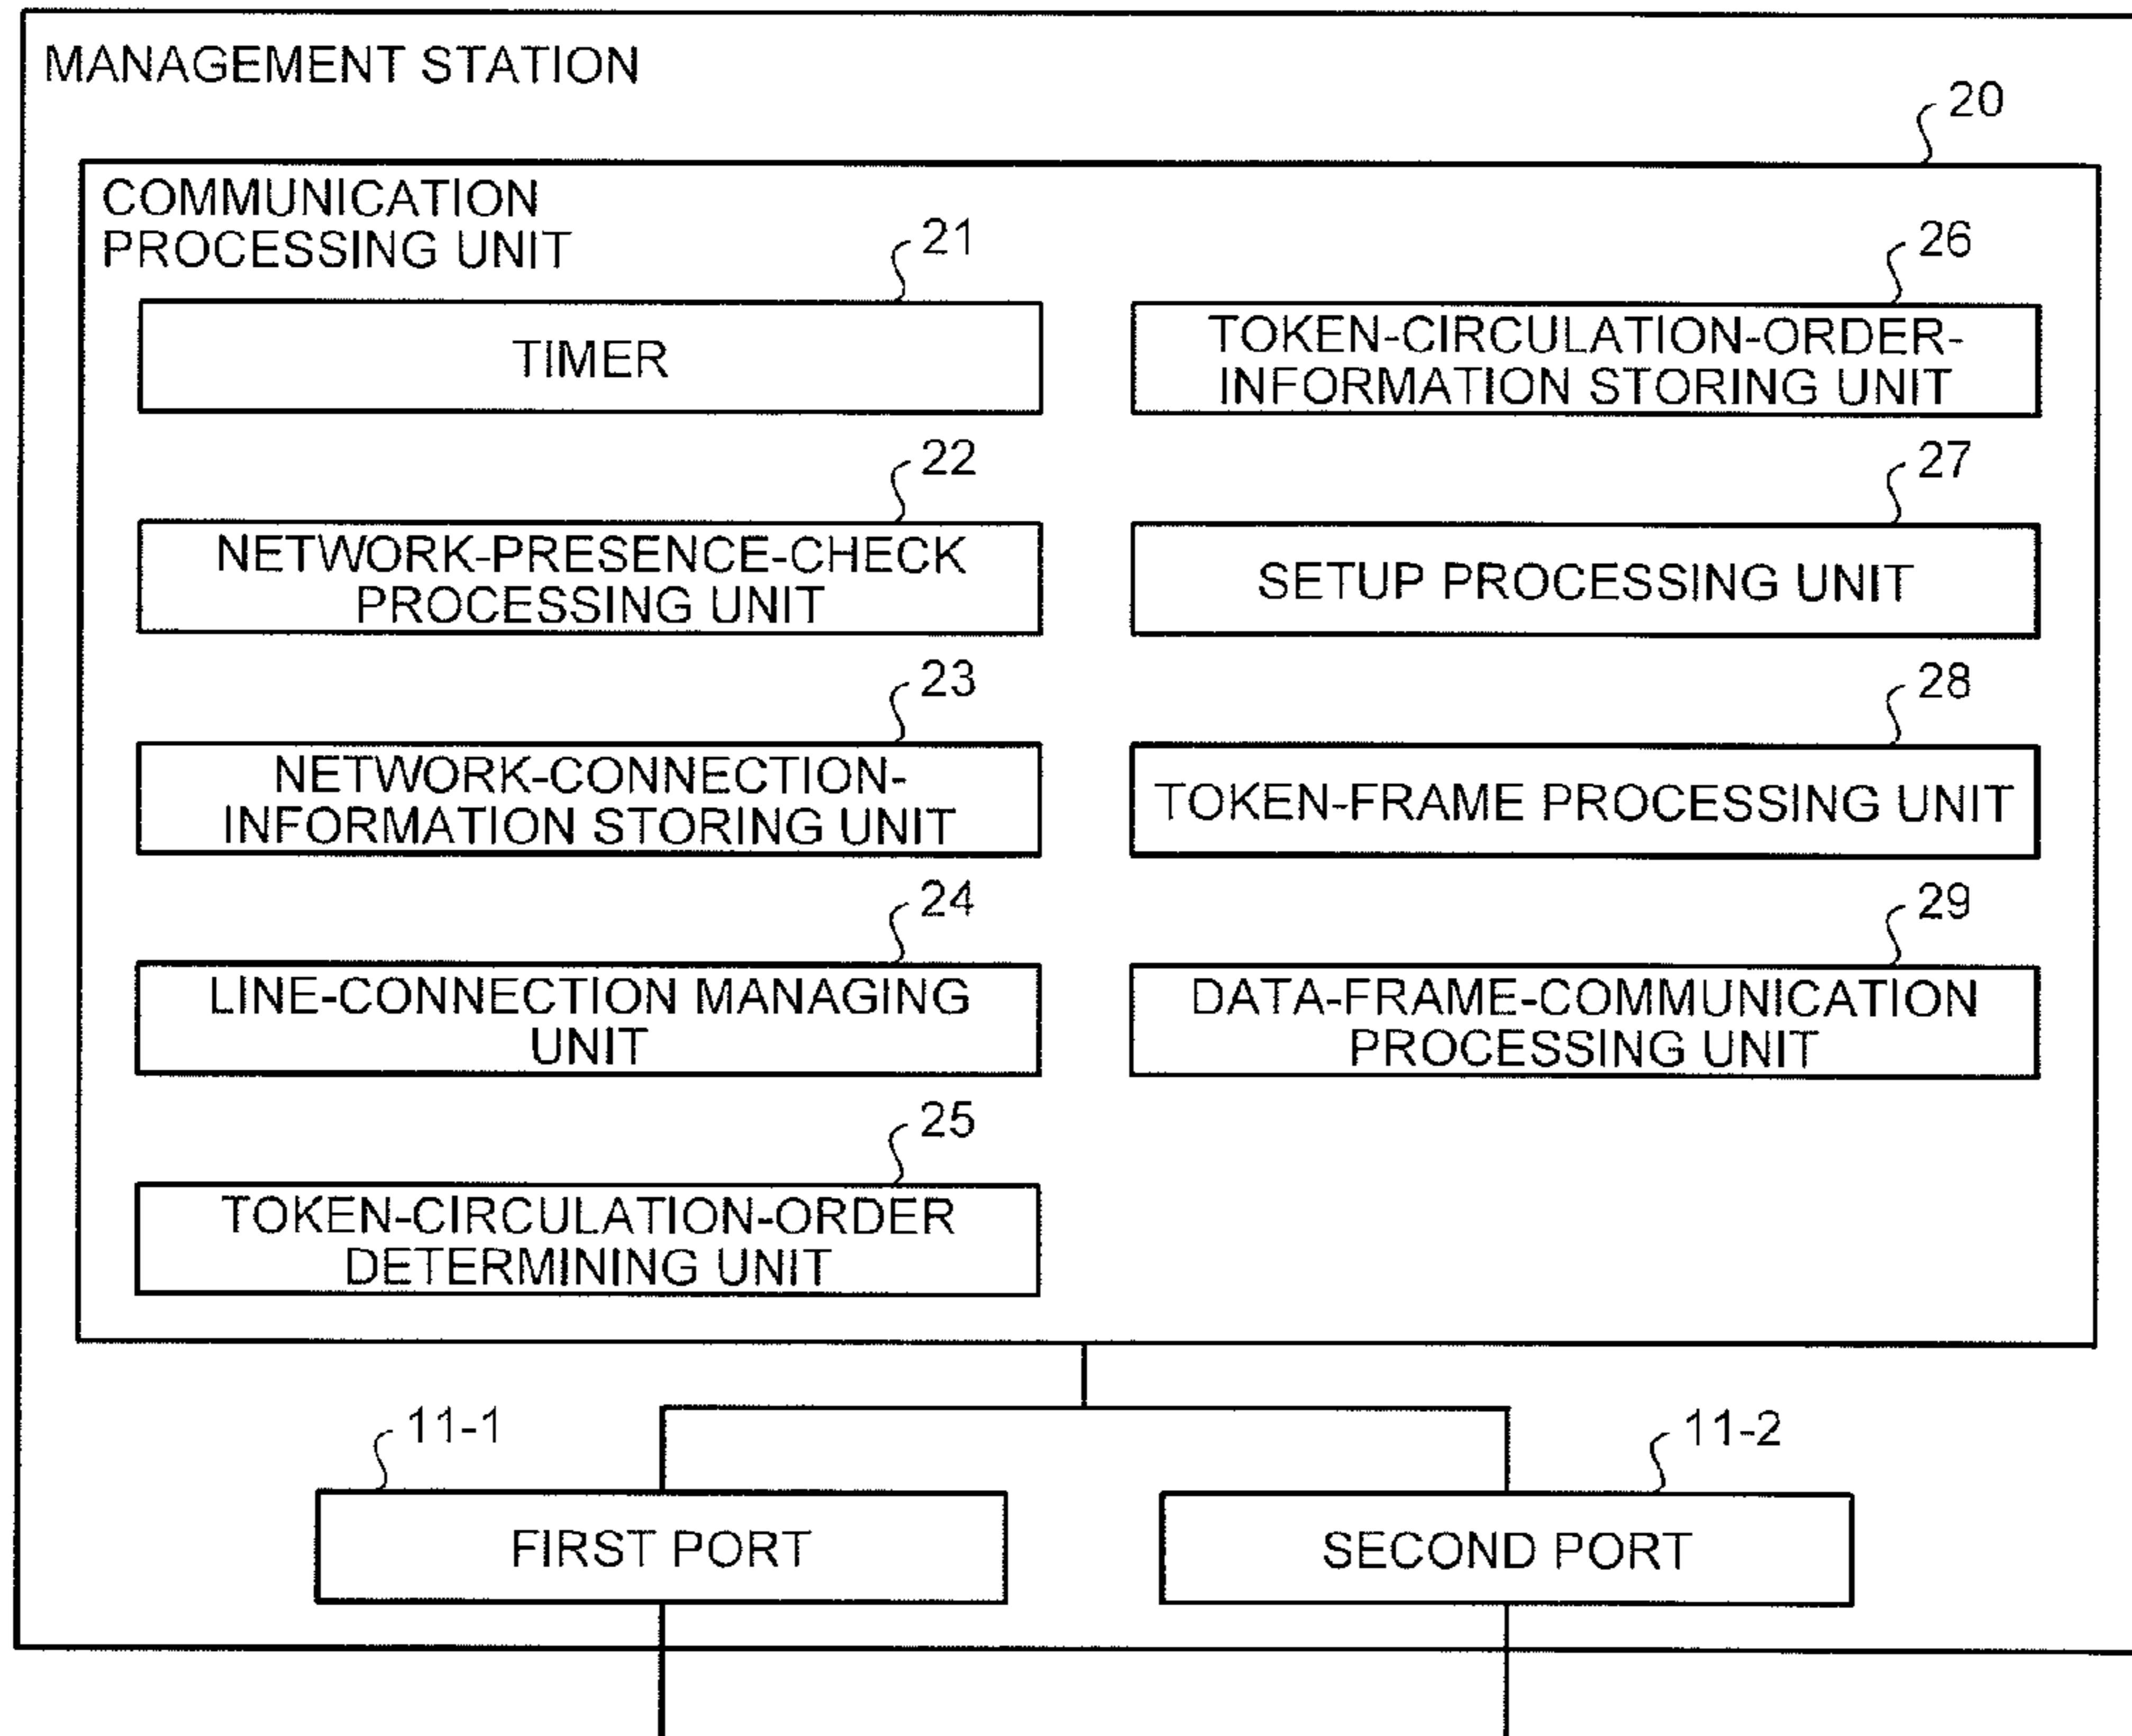 MANAGEMENT STATION
20
COMMUNICATION
PROCESSING UNIT
21
TIMER
22
NETWORK-PRESENCE-CHECK
PROCESSING UNIT
23
NETWORK-CONNECTION-
INFORMATION STORING UNIT
24
LINE-CONNECTION MANAGING
UNIT
25
TOKEN-CIRCULATION-ORDER
DETERMINING UNIT
26
TOKEN-CIRCULATION-ORDER-
INFORMATION STORING UNIT
27
SETUP PROCESSING UNIT
28
TOKEN-FRAME PROCESSING UNIT
29
DATA-FRAME-COMMUNICATION
PROCESSING UNIT
11-1
FIRST PORT
11-2
SECOND PORT